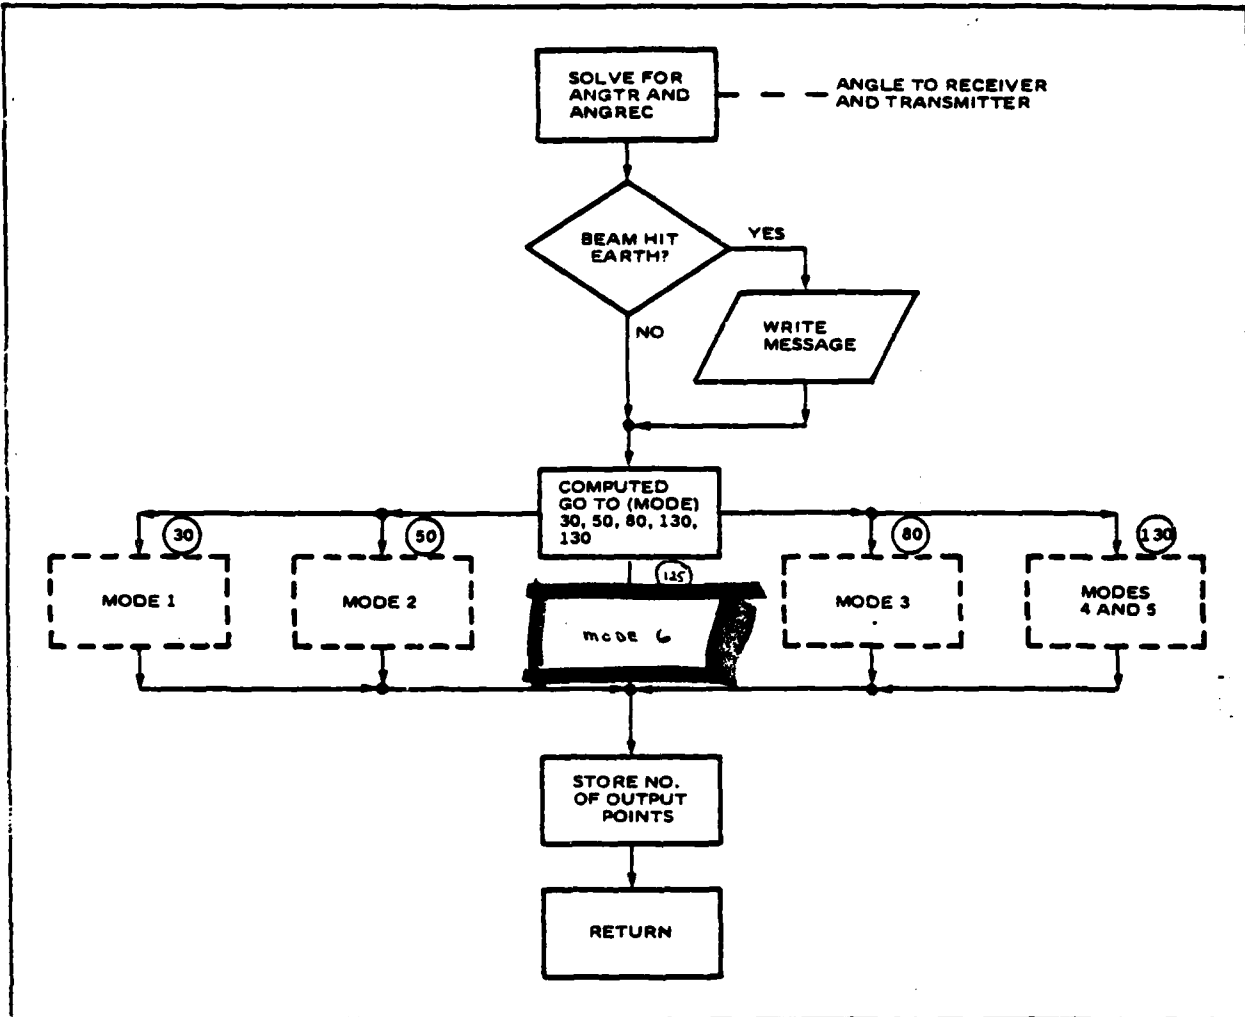 SOLVE FOR
ANGTR AND
ANGREC
ANGLE TO RECEIVER
AND TRANSMITTER
BEAM HIT
EARTH?
YES
NO
WRITE
MESSAGE
COMPUTED
GO TO (MODE)
30, 50, 80, 130,
130
30
50
125
80
130
MODE 1
MODE 2
mode 6
MODE 3
MODES
4 AND 5
STORE NO.
OF OUTPUT
POINTS
RETURN